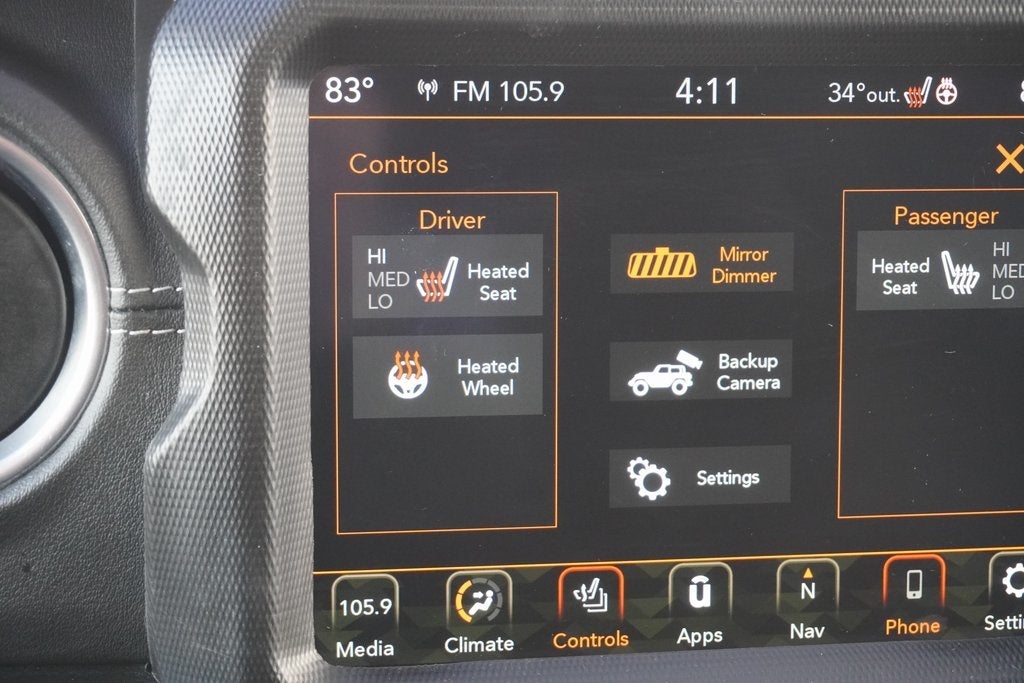 83° FM 105.9 4:11 34°out.
Controls
Driver
HI
MED
LO
Heated
Seat
Heated
Wheel
Mirror
Dimmer
Backup
Camera
Settings
Passenger
Heated
Seat
HI
MED
LO
105.9
Media
Climate
Controls
Apps
N
Nav
Phone